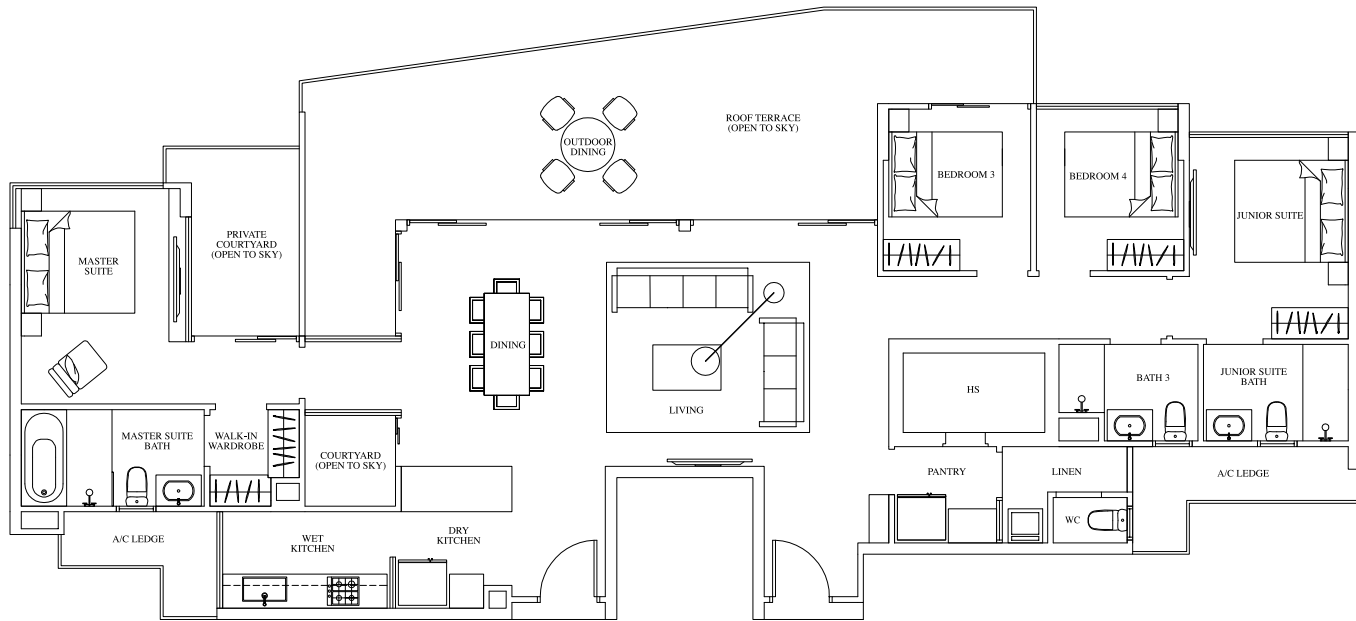 ROOF TERRACE
(OPEN TO SKY)
OUTDOOR
DINING
BEDROOM 3
BEDROOM 4
JUNIOR SUITE
PRIVATE
COURTYARD
(OPEN TO SKY)
MASTER
SUITE
DINING
LIVING
HS
BATH 3
JUNIOR SUITE
BATH
MASTER SUITE
BATH
WALK-IN
WARDROBE
COURTYARD
(OPEN TO SKY)
PANTRY
LINEN
A/C LEDGE
WC
A/C LEDGE
WET
KITCHEN
DRY
KITCHEN